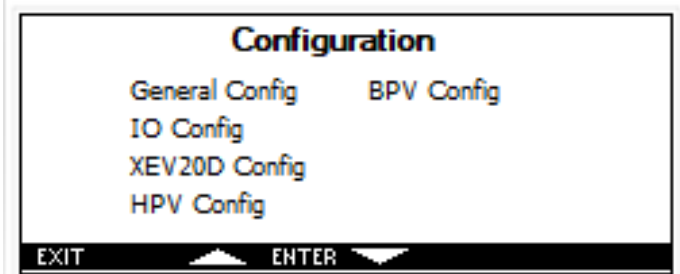 Configuration
General Config BPV Config
IO Config
XEV20D Config
HPV Config
EXIT ENTER